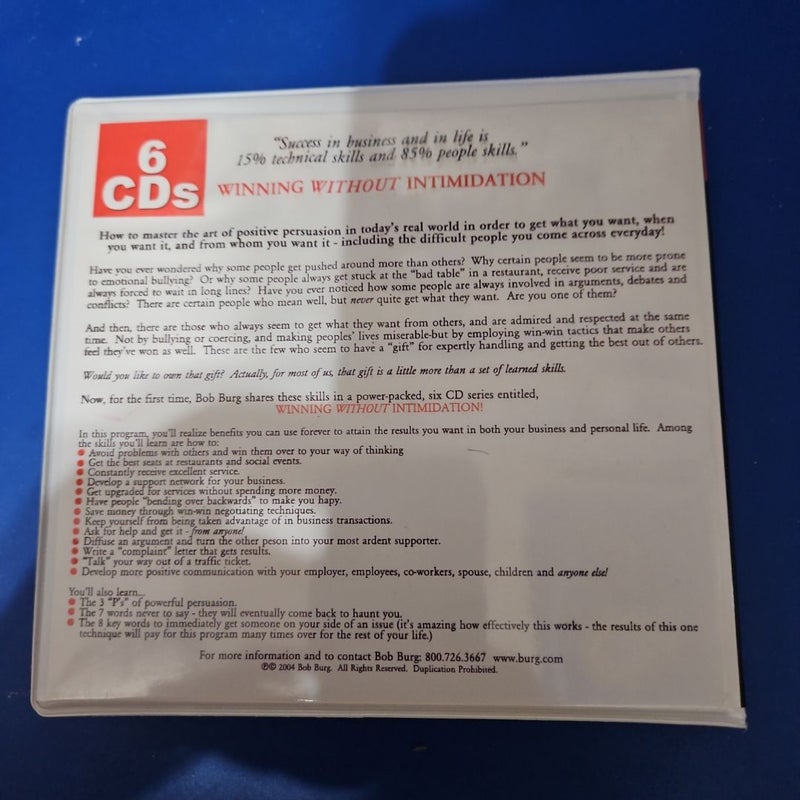 6
CDs
"Success in business and in life is
15% technical skills and 85% people skills."
WINNING WITHOUT INTIMIDATION
How to master the art of positive persuasion in today's real world in order to get what you want, when
you want it, and from whom you want it - including the difficult people you come across everyday!
Have you ever wondered why some people get pushed around more than others? Why certain people seem to be more prone
to emotional bullying? Or why some people always get stuck at the "bad table" in a restaurant, receive poor service and are
always forced to wait in long lines? Have you ever noticed how some people are always involved in arguments, debates and
conflicts? There are certain people who mean well, but never quite get what they want. Are you one of them?
And then, there are those who always seem to get what they want from others, and are admired and respected at the same
time. Not by bullying or coercing, and making peoples' lives miserable-but by employing win-win tactics that make others
feel they've won as well. These are the few who seem to have a "gift" for expertly handling and getting the best out of others.
Would you like to own that gift? Actually, for most of us, that gift is a little more than a set of learned skills.
Now, for the first time, Bob Burg shares these skills in a power-packed, six CD series entitled,
WINNING WITHOUT INTIMIDATION!
In this program, you'll realize benefits you can use forever to attain the results you want in both your business and personal life. Among
the skills you'll learn are how to:
● Avoid problems with others and win them over to your way of thinking
● Get the best seats at restaurants and social events.
● Constantly receive excellent service.
● Develop a support network for your business.
● Get upgraded for services without spending more money.
● Have people "bending over backwards" to make you hapy.
● Save money through win-win negotiating techniques.
● Keep yourself from being taken advantage of in business transactions.
● Ask for help and get it - from anyone!
● Diffuse an argument and turn the other peson into your most ardent supporter.
● Write a "complaint" letter that gets results.
● "Talk" your way out of a traffic ticket.
● Develop more positive communication with your employer, employees, co-workers, spouse, children and anyone else!
You'll also learn...
● The 3 "P's" of powerful persuasion.
● The 7 words never to say - they will eventually come back to haunt you.
● The 8 key words to immediately get someone on your side of an issue (it's amazing how effectively this works - the results of this one
technique will pay for this program many times over for the rest of your life.)
For more information and to contact Bob Burg: 800.726.3667 www.burg.com
℗© 2004 Bob Burg. All Rights Reserved. Duplication Prohibited.